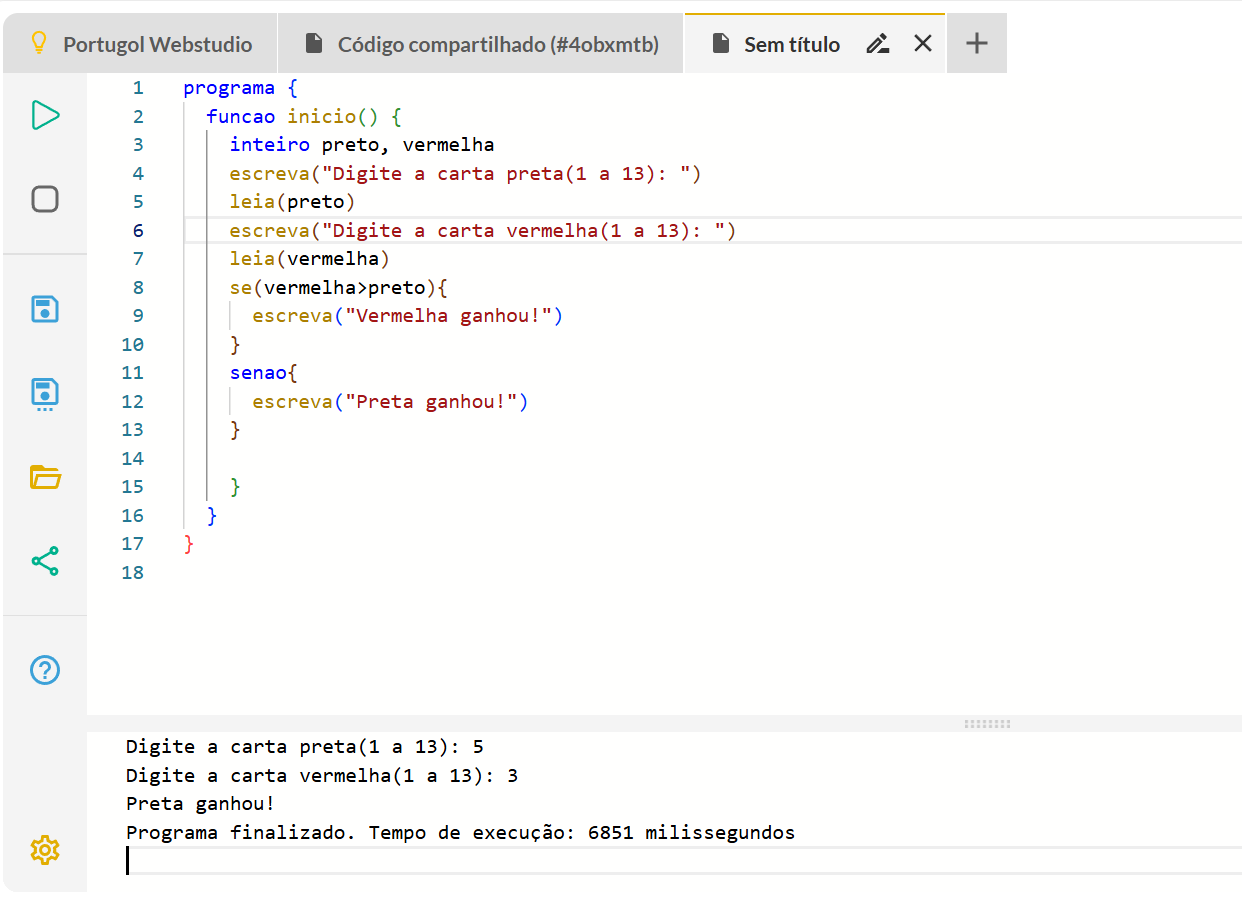 Portugol Webstudio Código compartilhado (#4obxmtb) Sem título
1 programa {
2 funcao inicio() {
3 inteiro preto, vermelha
4 escreva("Digite a carta preta(1 a 13): ")
5 leia(preto)
6 escreva("Digite a carta vermelha(1 a 13): ")
7 leia(vermelha)
8 se(vermelha>preto){
9 escreva("Vermelha ganhou!")
10 }
11 senao{
12 escreva("Preta ganhou!")
13 }
14
15 }
16 }
17 }
18
Digite a carta preta(1 a 13): 5
Digite a carta vermelha(1 a 13): 3
Preta ganhou!
Programa finalizado. Tempo de execução: 6851 milissegundos